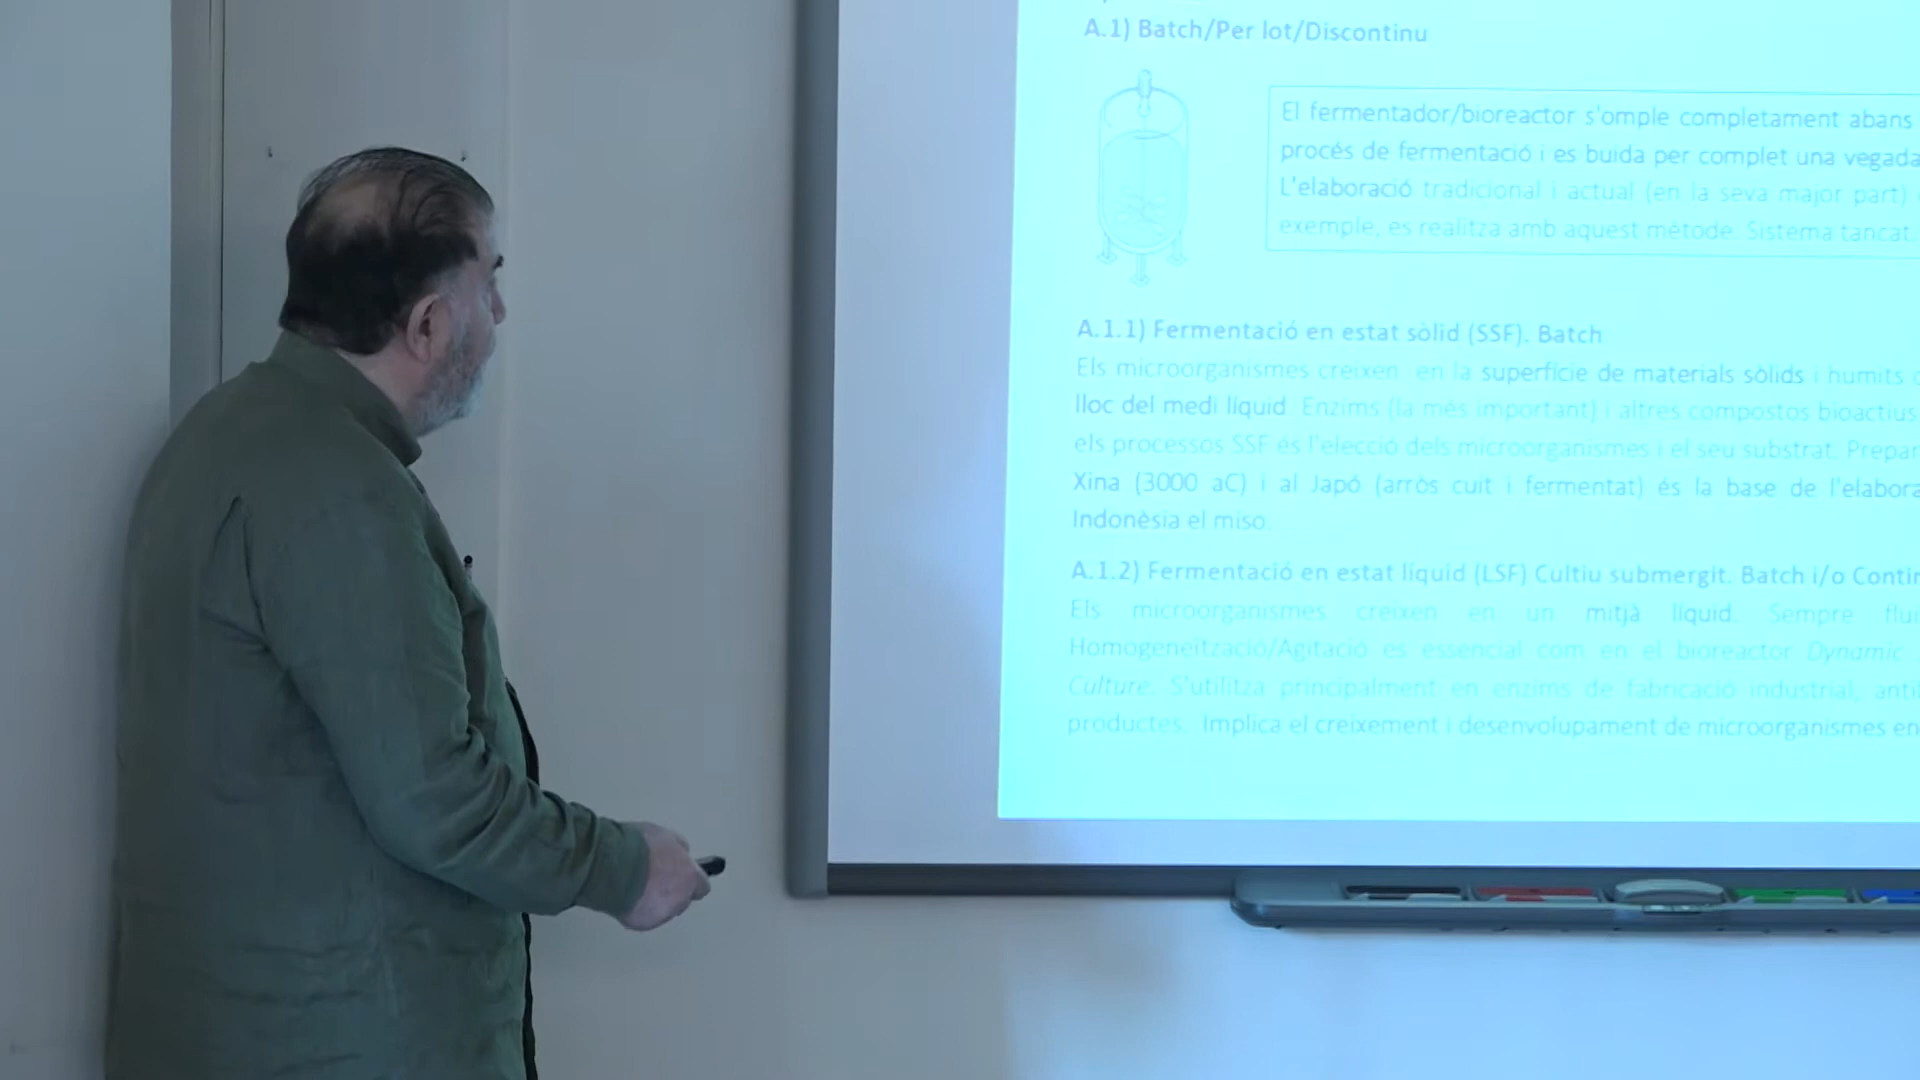 A.1) Batch/Per lot/Discontinu
El fermentador/bioreactor s'omple completament abans
procés de fermentació i es buida per complet una vegada
L'elaboració tradicional i actual (en la seva major part)
exemple, es realitza amb aquest mètode. Sistema tancat.
A.1.1) Fermentació en estat sòlid (SSF). Batch
Els microorganismes creixen en la superfície de materials sòlids i humits
lloc del medi líquid. Enzims (la més important) i altres compostos bioactius
els processos SSF és l'elecció dels microorganismes i el seu substrat. Prepar
Xina (3000 aC) i al Japó (arròs cuit i fermentat) és la base de l'elabora
Indonèsia el miso.
A.1.2) Fermentació en estat líquid (LSF) Cultiu submergit. Batch i/o Contin
Els microorganismes creixen en un mitjà líquid. Sempre flui
Homogeneïtzació/Agitació es essencial com en el bioreactor Dynamic
Culture. S'utilitza principalment en enzims de fabricació industrial, anti
productes. Implica el creixement i desenvolupament de microorganismes en